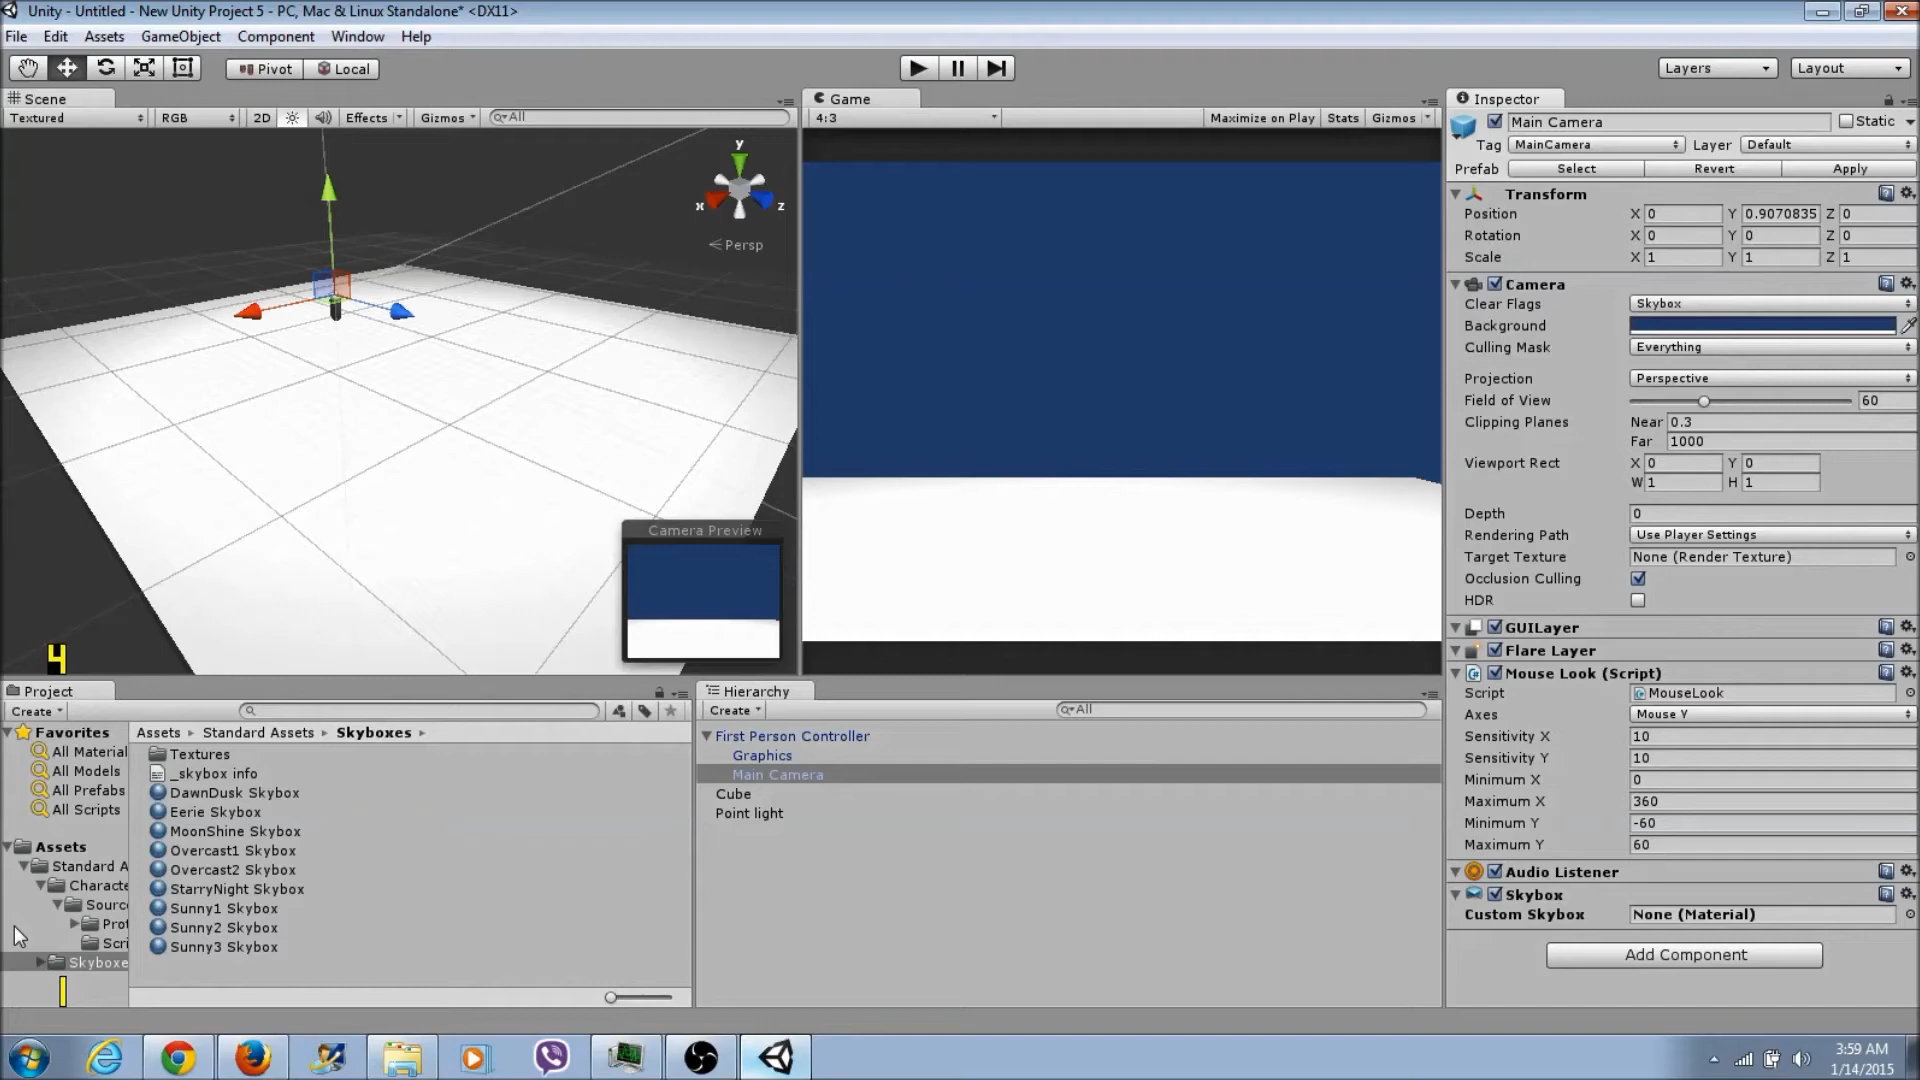 Unity - Untitled - New Unity Project 5 - PC, Mac & Linux Standalone* <DX11>
File Edit Assets GameObject Component Window Help
Pivot Local Layers Layout
Scene
Textured RGB 2D Effects Gizmos All
y
x z
Persp
Camera Preview
4
Game
4:3 Maximize on Play Stats Gizmos
Inspector
Main Camera Static
Tag MainCamera Layer Default
Prefab Select Revert Apply
Transform
Position X 0 Y 0.9070835 Z 0
Rotation X 0 Y 0 Z 0
Scale X 1 Y 1 Z 1
Camera
Clear Flags Skybox
Background
Culling Mask Everything
Projection Perspective
Field of View 60
Clipping Planes Near 0.3
Far 1000
Viewport Rect X 0 Y 0
W 1 H 1
Depth 0
Rendering Path Use Player Settings
Target Texture None (Render Texture)
Occlusion Culling
HDR
GUILayer
Flare Layer
Mouse Look (Script)
Script MouseLook
Axes Mouse Y
Sensitivity X 10
Sensitivity Y 10
Minimum X 0
Maximum X 360
Minimum Y -60
Maximum Y 60
Audio Listener
Skybox
Custom Skybox None (Material)
Add Component
Project
Create
Favorites
All Material
All Models
All Prefabs
All Scripts
Assets
Standard A
Characte
Sourc
Prot
Scri
Skyboxe
Assets Standard Assets Skyboxes
Textures
_skybox info
DawnDusk Skybox
Eerie Skybox
MoonShine Skybox
Overcast1 Skybox
Overcast2 Skybox
StarryNight Skybox
Sunny1 Skybox
Sunny2 Skybox
Sunny3 Skybox
Hierarchy
Create All
First Person Controller
Graphics
Main Camera
Cube
Point light
3:59 AM
1/14/2015